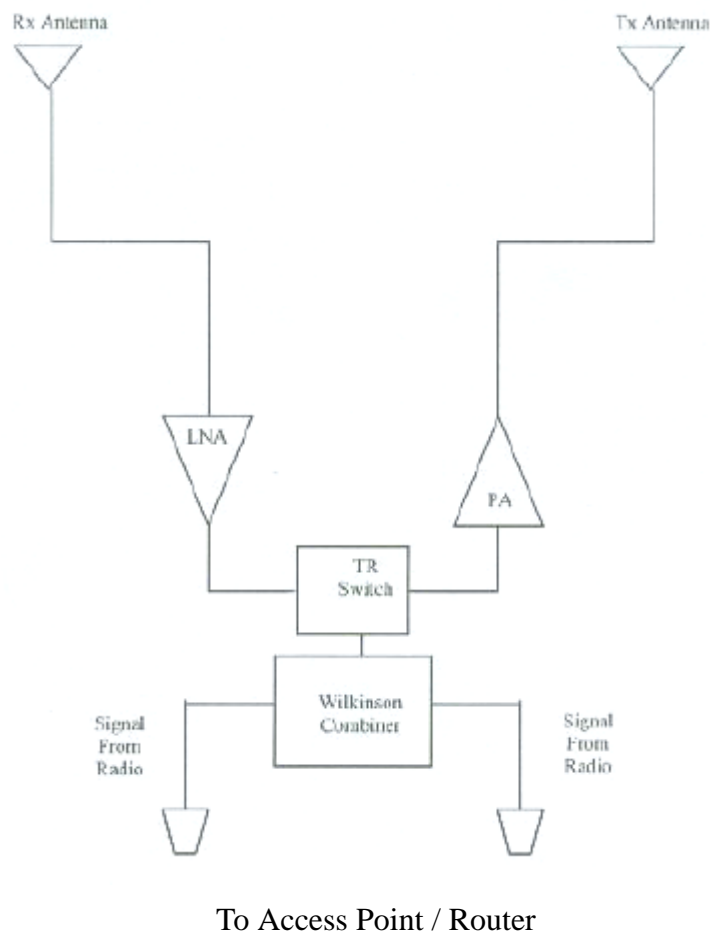 Rx Antenna
Tx Antenna
LNA
PA
TR
Switch
Wilkinson
Combiner
Signal
From
Radio
Signal
From
Radio
To Access Point / Router